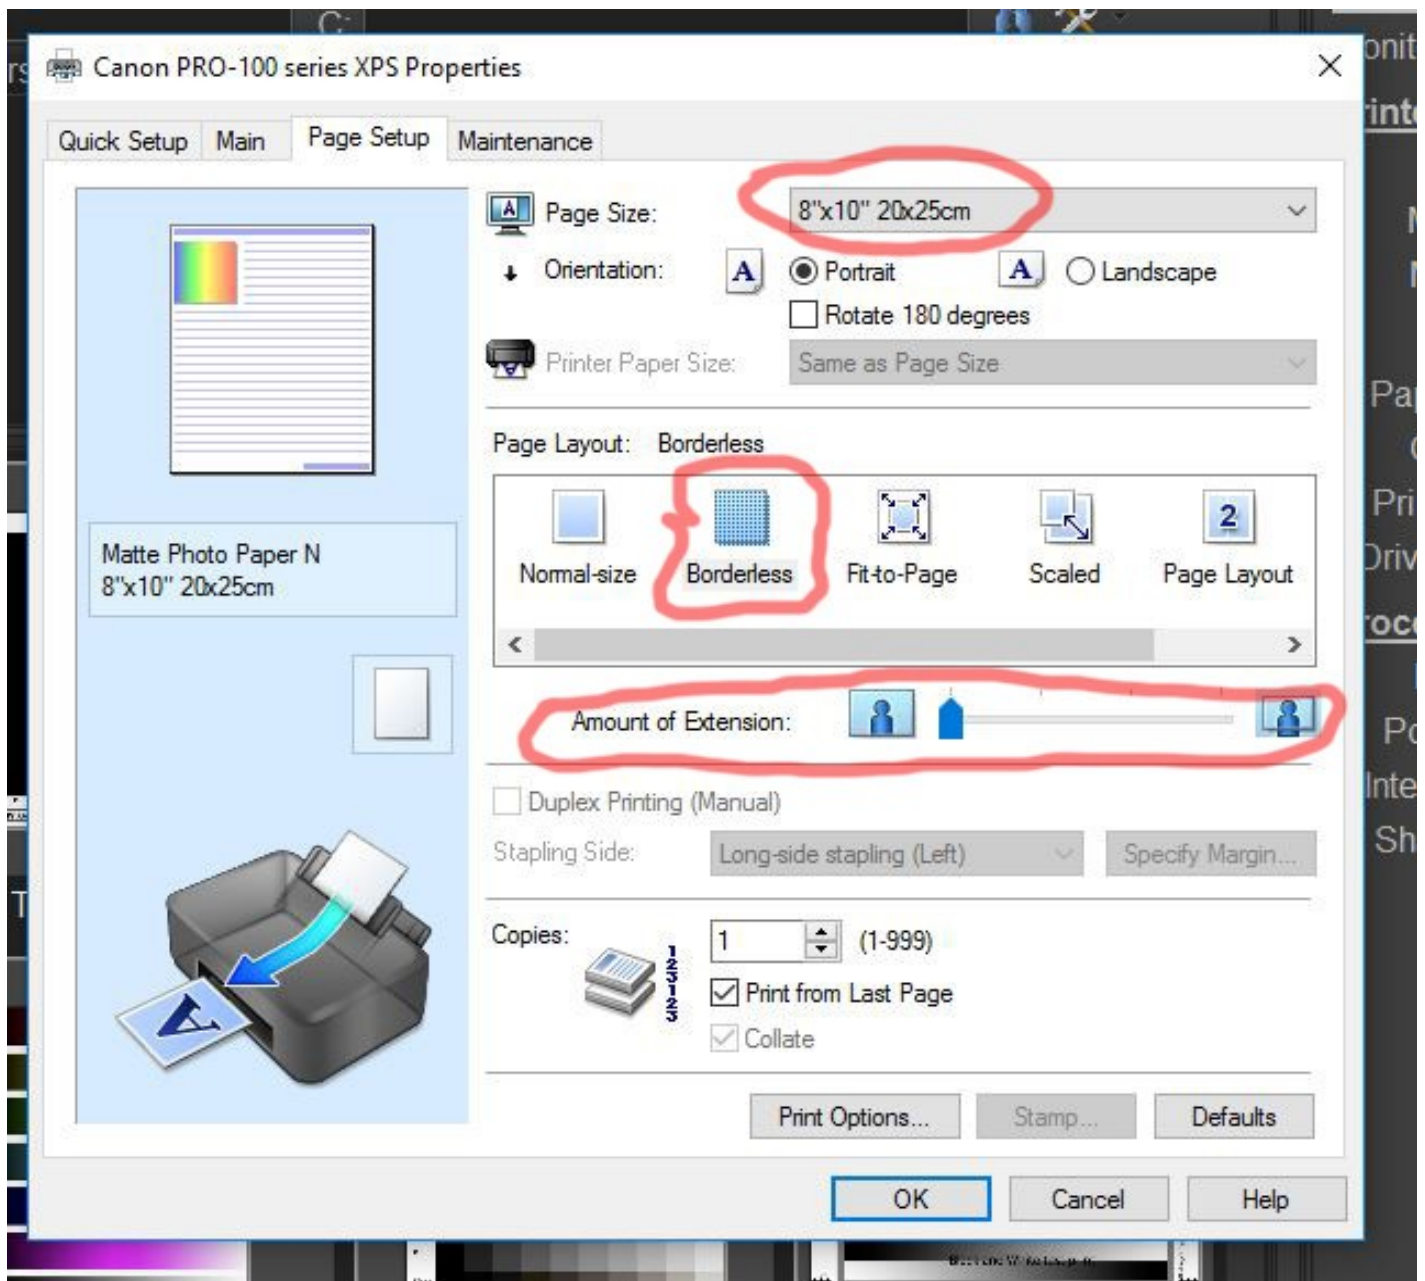 C:
Canon PRO-100 series XPS Properties
Quick Setup Main Page Setup Maintenance
Page Size: 8"x10" 20x25cm
Orientation: A Portrait A Landscape
Rotate 180 degrees
Printer Paper Size: Same as Page Size
Page Layout: Borderless
Matte Photo Paper N
8"x10" 20x25cm
2
Normal-size Borderless Fit-to-Page Scaled Page Layout
Amount of Extension:
Duplex Printing (Manual)
Stapling Side: Long-side stapling (Left) Specify Margin...
Copies: 1 (1-999)
Print from Last Page
Collate
A
Print Options... Stamp... Defaults
OK Cancel Help